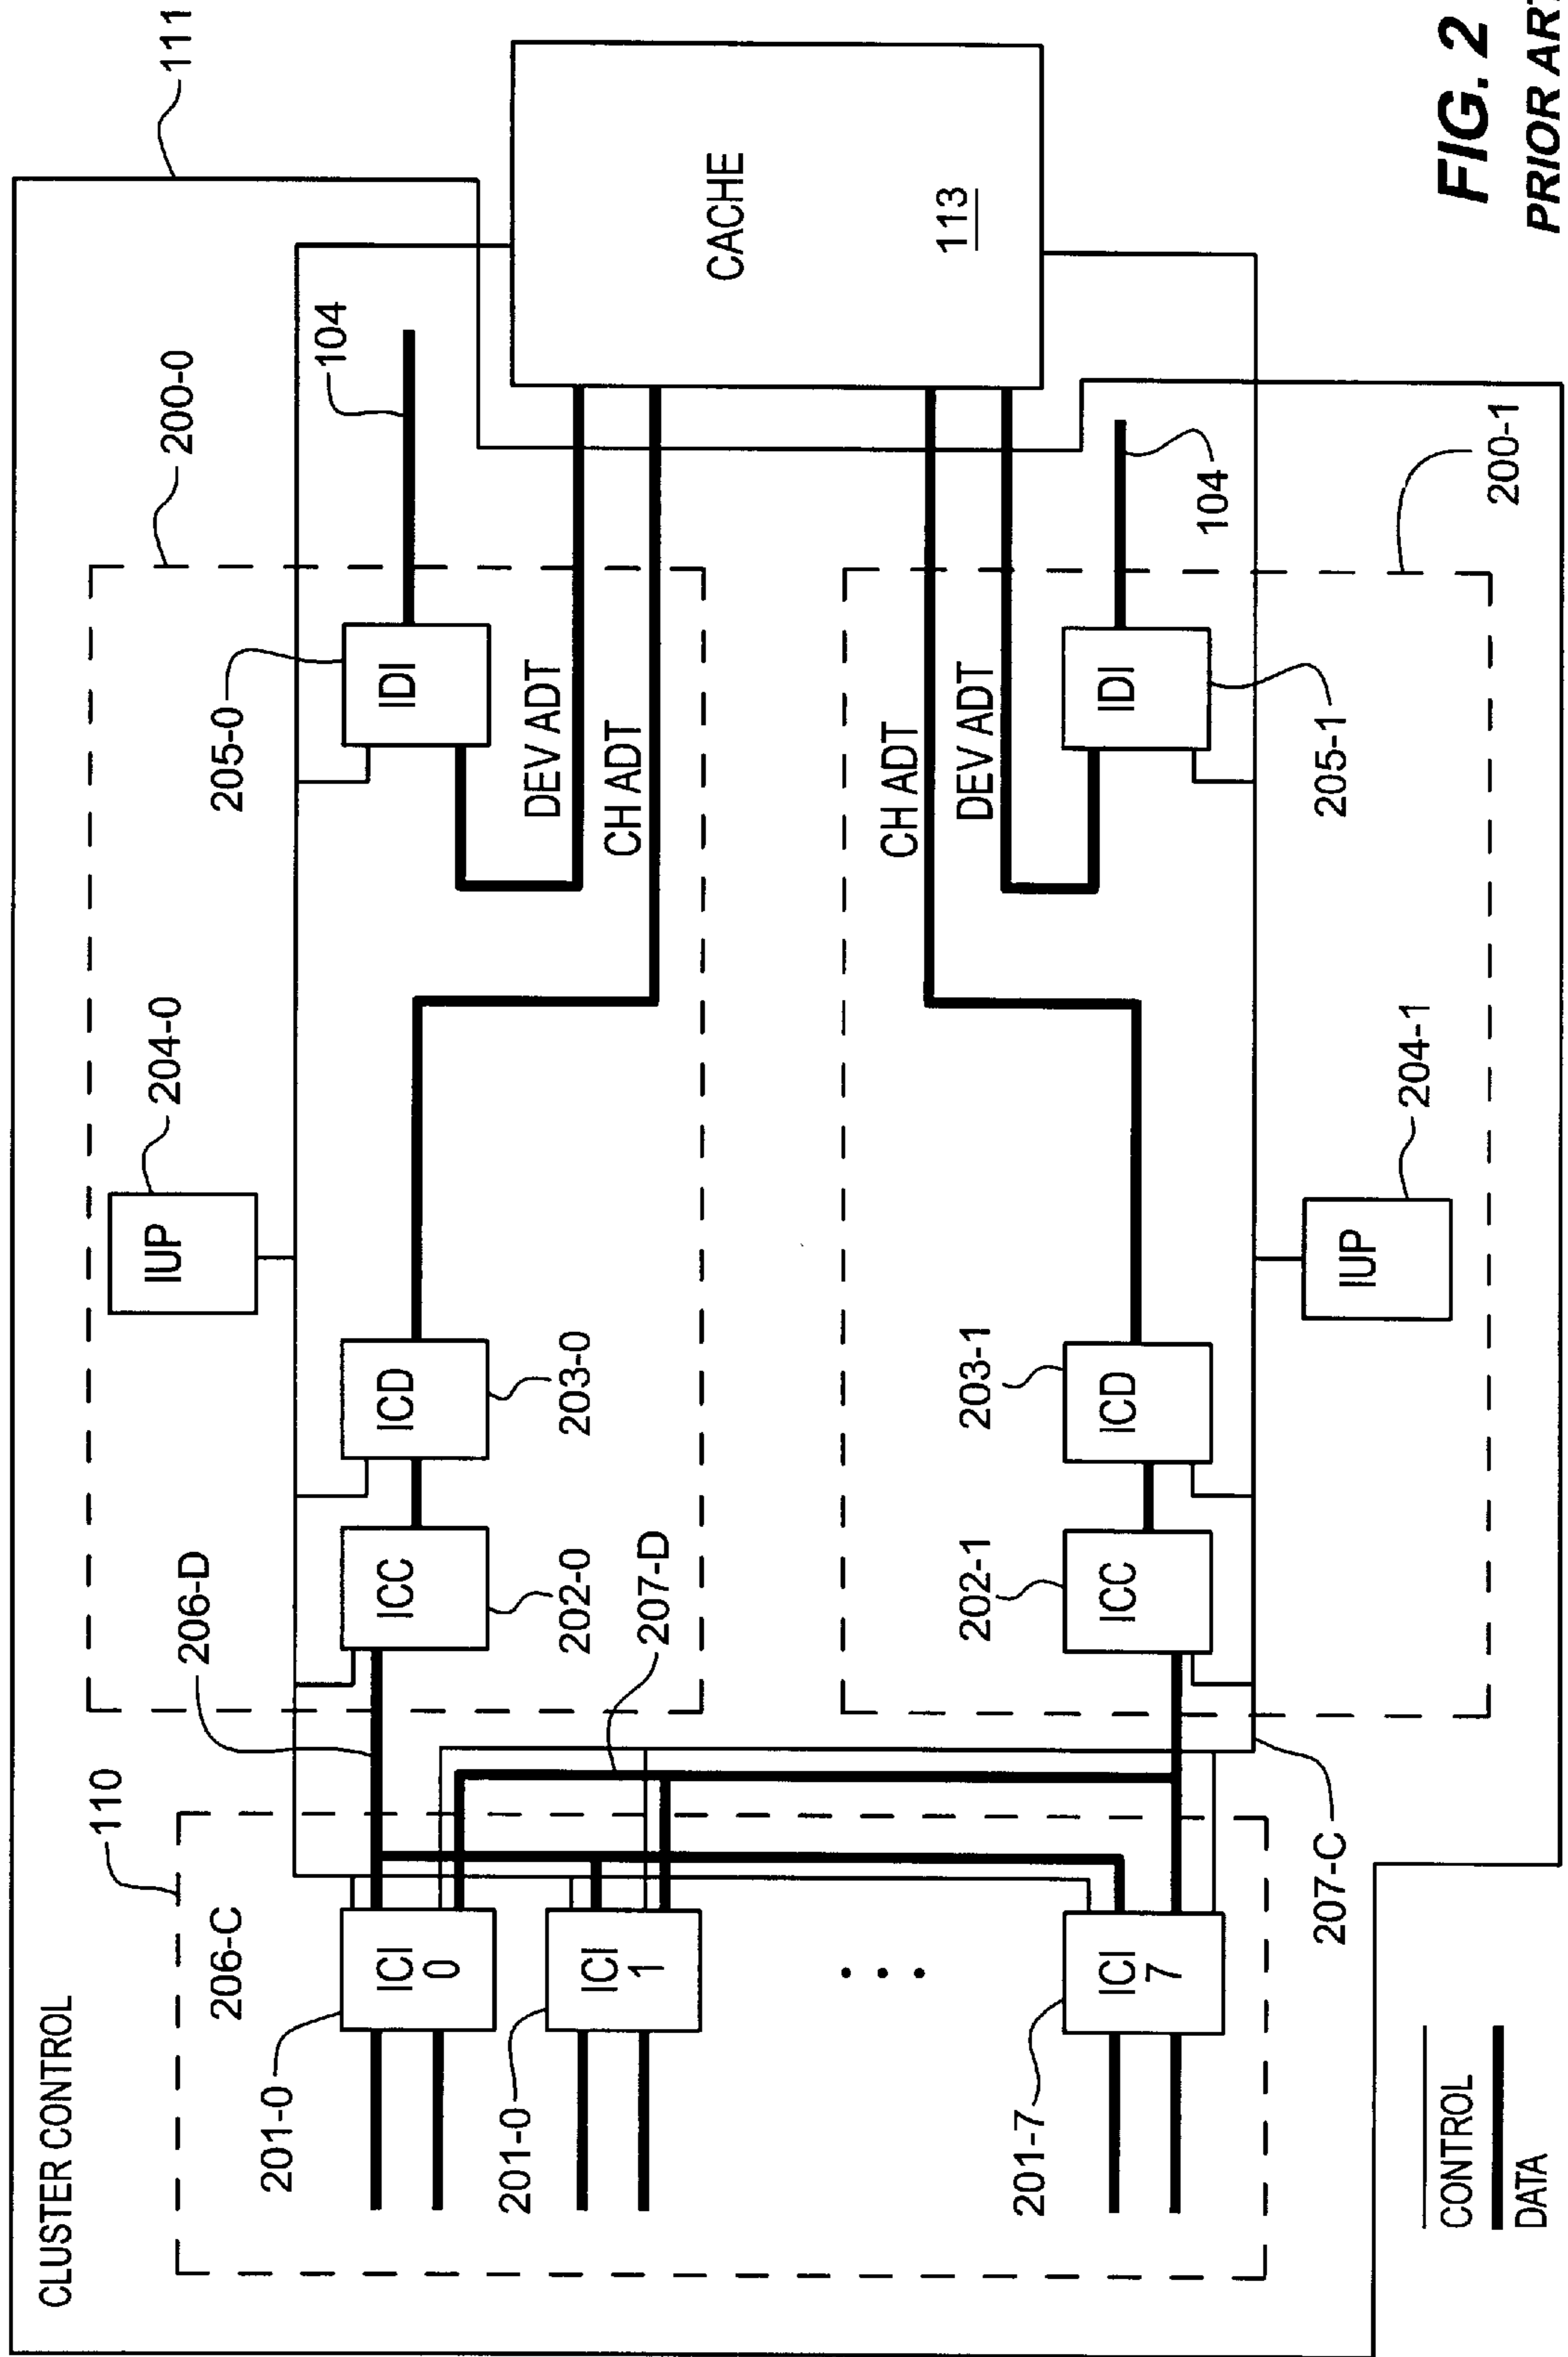 CLUSTER CONTROL
111
110
206-C
206-D
204-0
200-0
205-0
104
201-0
ICI
0
ICC
202-0
ICD
203-0
IUP
IDI
DEV ADT
CH ADT
207-D
201-0
ICI
1
CACHE
113
CH ADT
DEV ADT
201-7
ICI
7
202-1
ICC
203-1
ICD
IDI
205-1
104
IUP
204-1
200-1
207-C
CONTROL
DATA
FIG. 2
PRIOR ART